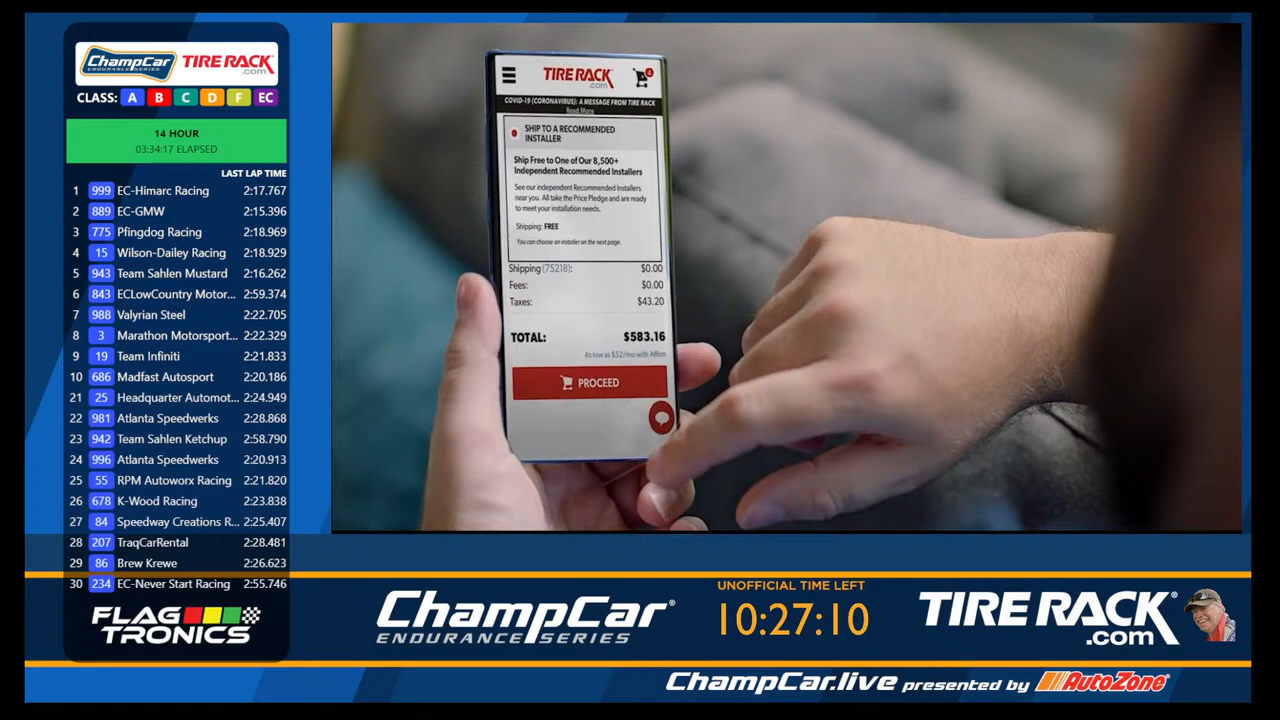 ChampCar
ENDURANCE SERIES
TIRE RACK
.com
CLASS: A B C D F EC
14 HOUR
03:34:17 ELAPSED
LAST LAP TIME
1 999 EC-Himarc Racing 2:17.767
2 889 EC-GMW 2:15.396
3 775 Pfingdog Racing 2:18.969
4 15 Wilson-Dailey Racing 2:18.929
5 943 Team Sahlen Mustard 2:16.262
6 843 ECLowCountry Motor... 2:59.374
7 988 Valyrian Steel 2:22.705
8 3 Marathon Motorsport... 2:22.329
9 19 Team Infiniti 2:21.833
10 686 Madfast Autosport 2:20.186
21 25 Headquarter Automot... 2:24.949
22 981 Atlanta Speedwerks 2:28.868
23 942 Team Sahlen Ketchup 2:58.790
24 996 Atlanta Speedwerks 2:20.913
25 55 RPM Autoworx Racing 2:21.820
26 678 K-Wood Racing 2:23.838
27 84 Speedway Creations R... 2:25.407
28 207 TraqCarRental 2:28.481
29 86 Brew Krewe 2:26.623
30 234 EC-Never Start Racing 2:55.746
FLAG
TRONICS
TIRE RACK
.com
4
COVID-19 (CORONAVIRUS): A MESSAGE FROM TIRE RACK
Read More
SHIP TO A RECOMMENDED
INSTALLER
Ship Free to One of Our 8,500+
Independent Recommended Installers
See our independent Recommended Installers
near you. All take the Price Pledge and are ready
to meet your installation needs.
Shipping: FREE
You can choose an installer on the next page.
Shipping (75218): $0.00
Fees: $0.00
Taxes: $43.20
TOTAL: $583.16
As low as $52/mo with Affirm
PROCEED
ChampCar®
ENDURANCE SERIES
UNOFFICIAL TIME LEFT
10:27:10
TIRE RACK®
.com
ChampCar.live presented by AutoZone